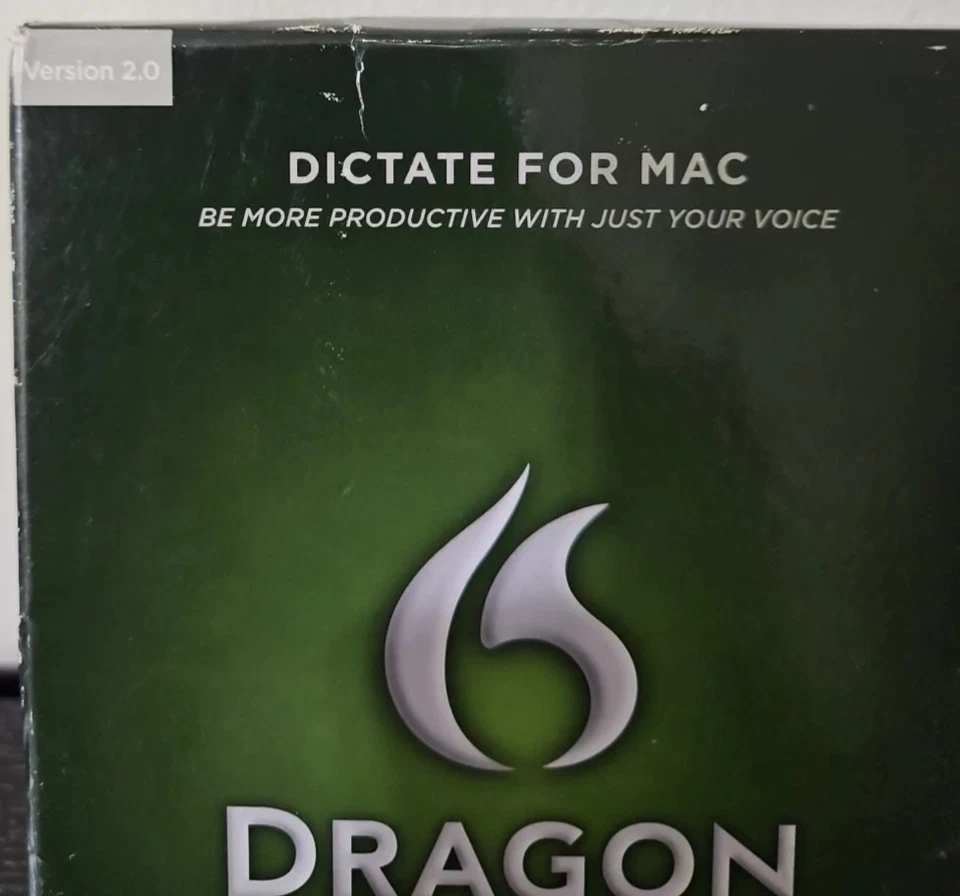 Version 2.0
DICTATE FOR MAC
BE MORE PRODUCTIVE WITH JUST YOUR VOICE
DRAGON